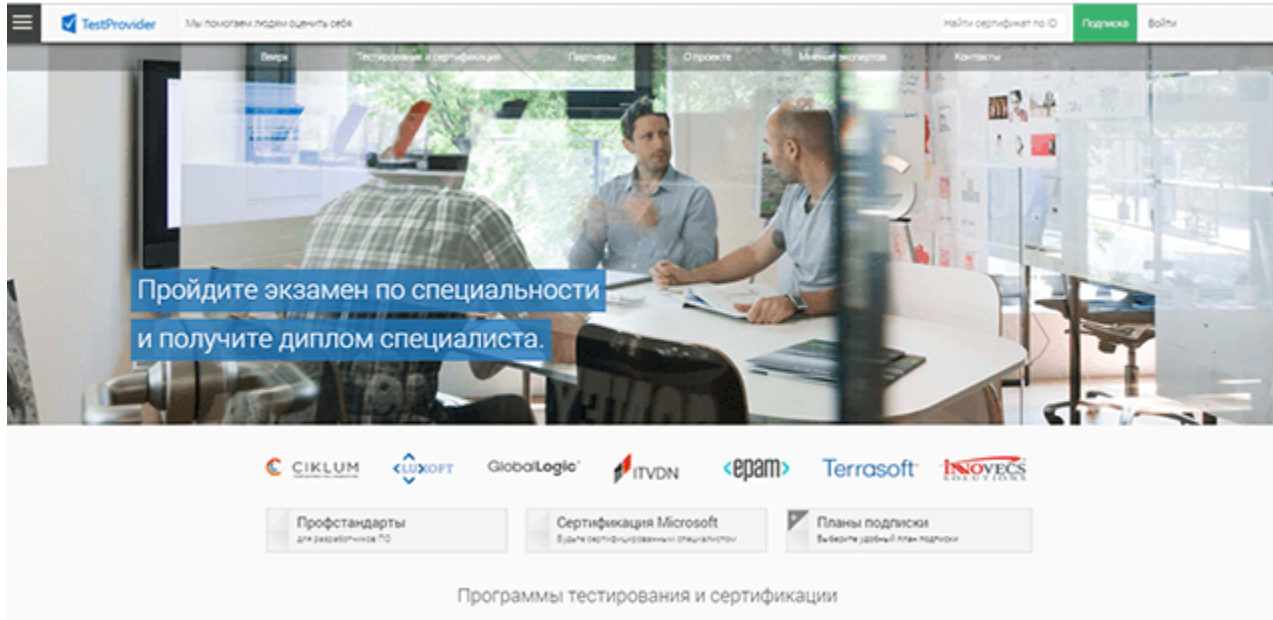 TestProvider
Мы помогаем людям оценить себя
Найти сертификат по ID
Подписка
Войти
Вверх
Тестирование и сертификация
Партнеры
О проекте
Мнение экспертов
Контакты
Пройдите экзамен по специальности
и получите диплом специалиста.
CIKLUM
LUXOFT
GlobalLogic
ITVDN
<epam>
Terrasoft
INNOVECS
SOLUTIONS
Профстандарты
для разработчиков ПО
Сертификация Microsoft
Будьте сертифицированным специалистом
Планы подписки
Выберите удобный план подписки
Программы тестирования и сертификации